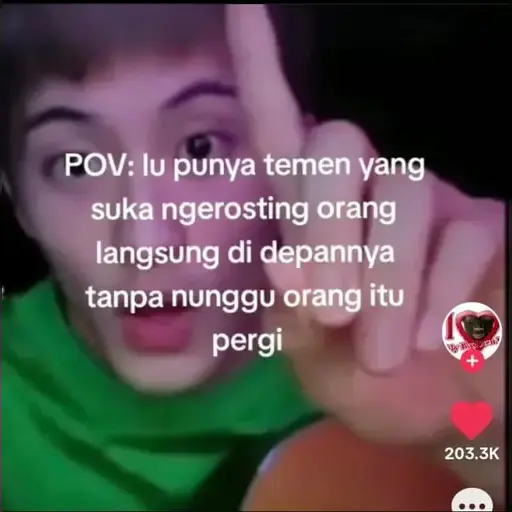 POV: lu punya temen yang
suka ngerosting orang
langsung di depannya
tanpa nunggu orang itu
pergi
203.3K